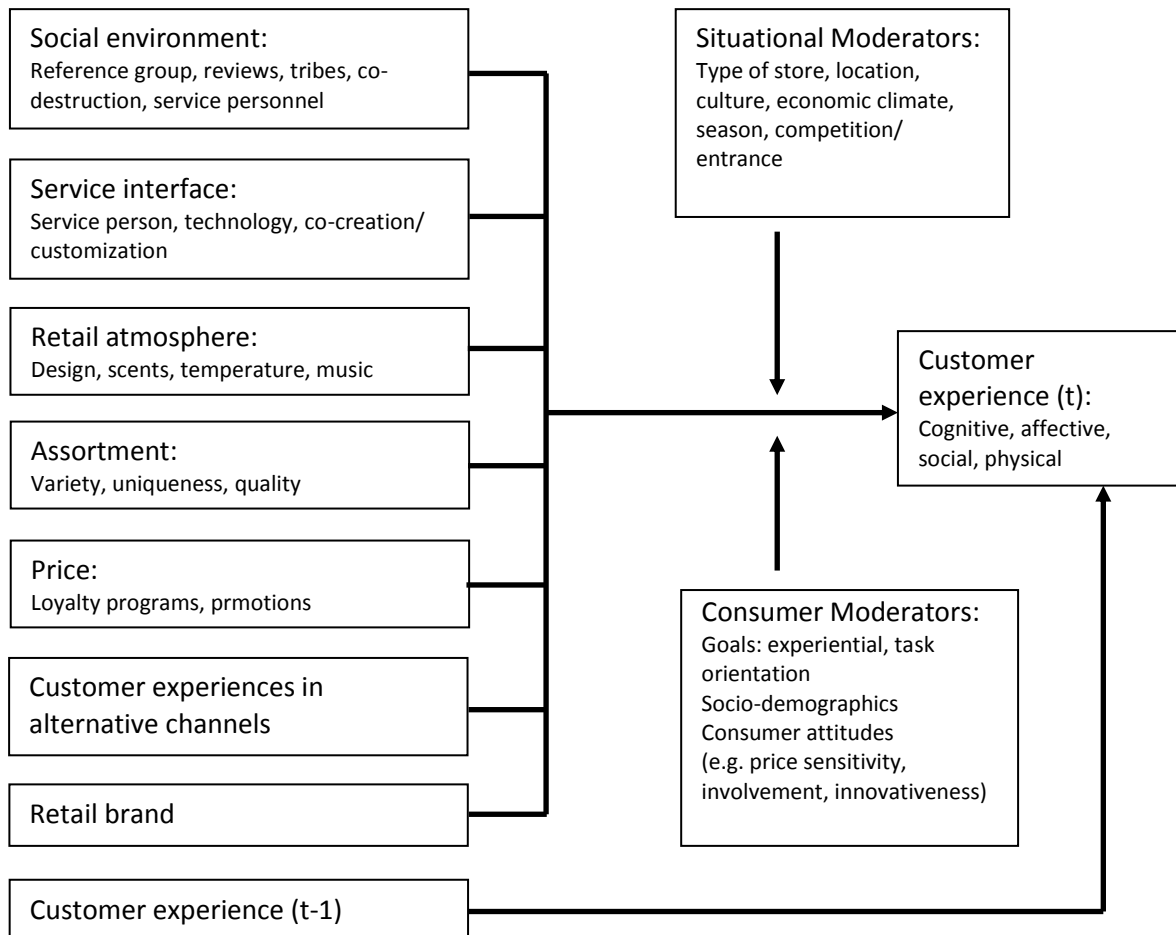 Social environment:
Reference group, reviews, tribes, co-
destruction, service personnel
Service interface:
Service person, technology, co-creation/
customization
Retail atmosphere:
Design, scents, temperature, music
Assortment:
Variety, uniqueness, quality
Price:
Loyalty programs, prmotions
Customer experiences in
alternative channels
Retail brand
Customer experience (t-1)
Situational Moderators:
Type of store, location,
culture, economic climate,
season, competition/
entrance
Consumer Moderators:
Goals: experiential, task
orientation
Socio-demographics
Consumer attitudes
(e.g. price sensitivity,
involvement, innovativeness)
Customer
experience (t):
Cognitive, affective,
social, physical